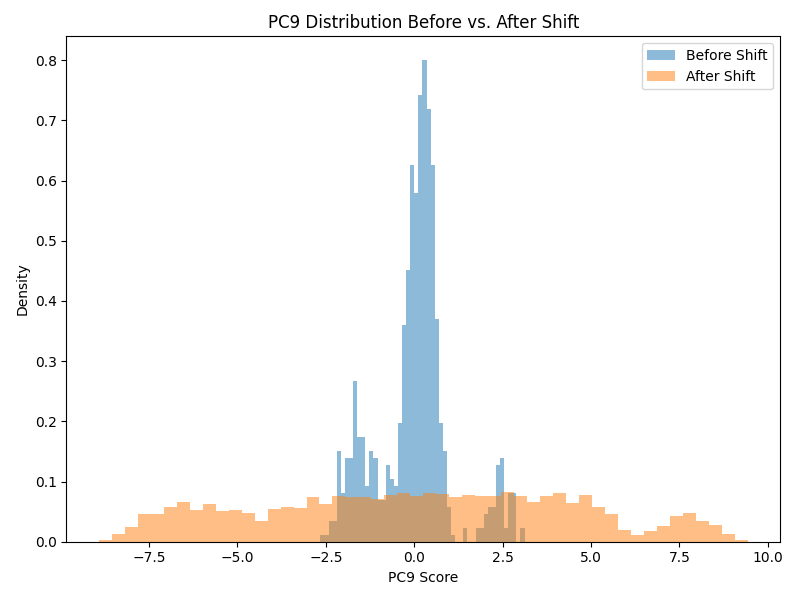 PC9 Distribution Before vs. After Shift
Before Shift
After Shift
Density
0.8
0.7
0.6
0.5
0.4
0.3
0.2
0.1
0.0
−7.5 −5.0 −2.5 0.0 2.5 5.0 7.5 10.0
PC9 Score